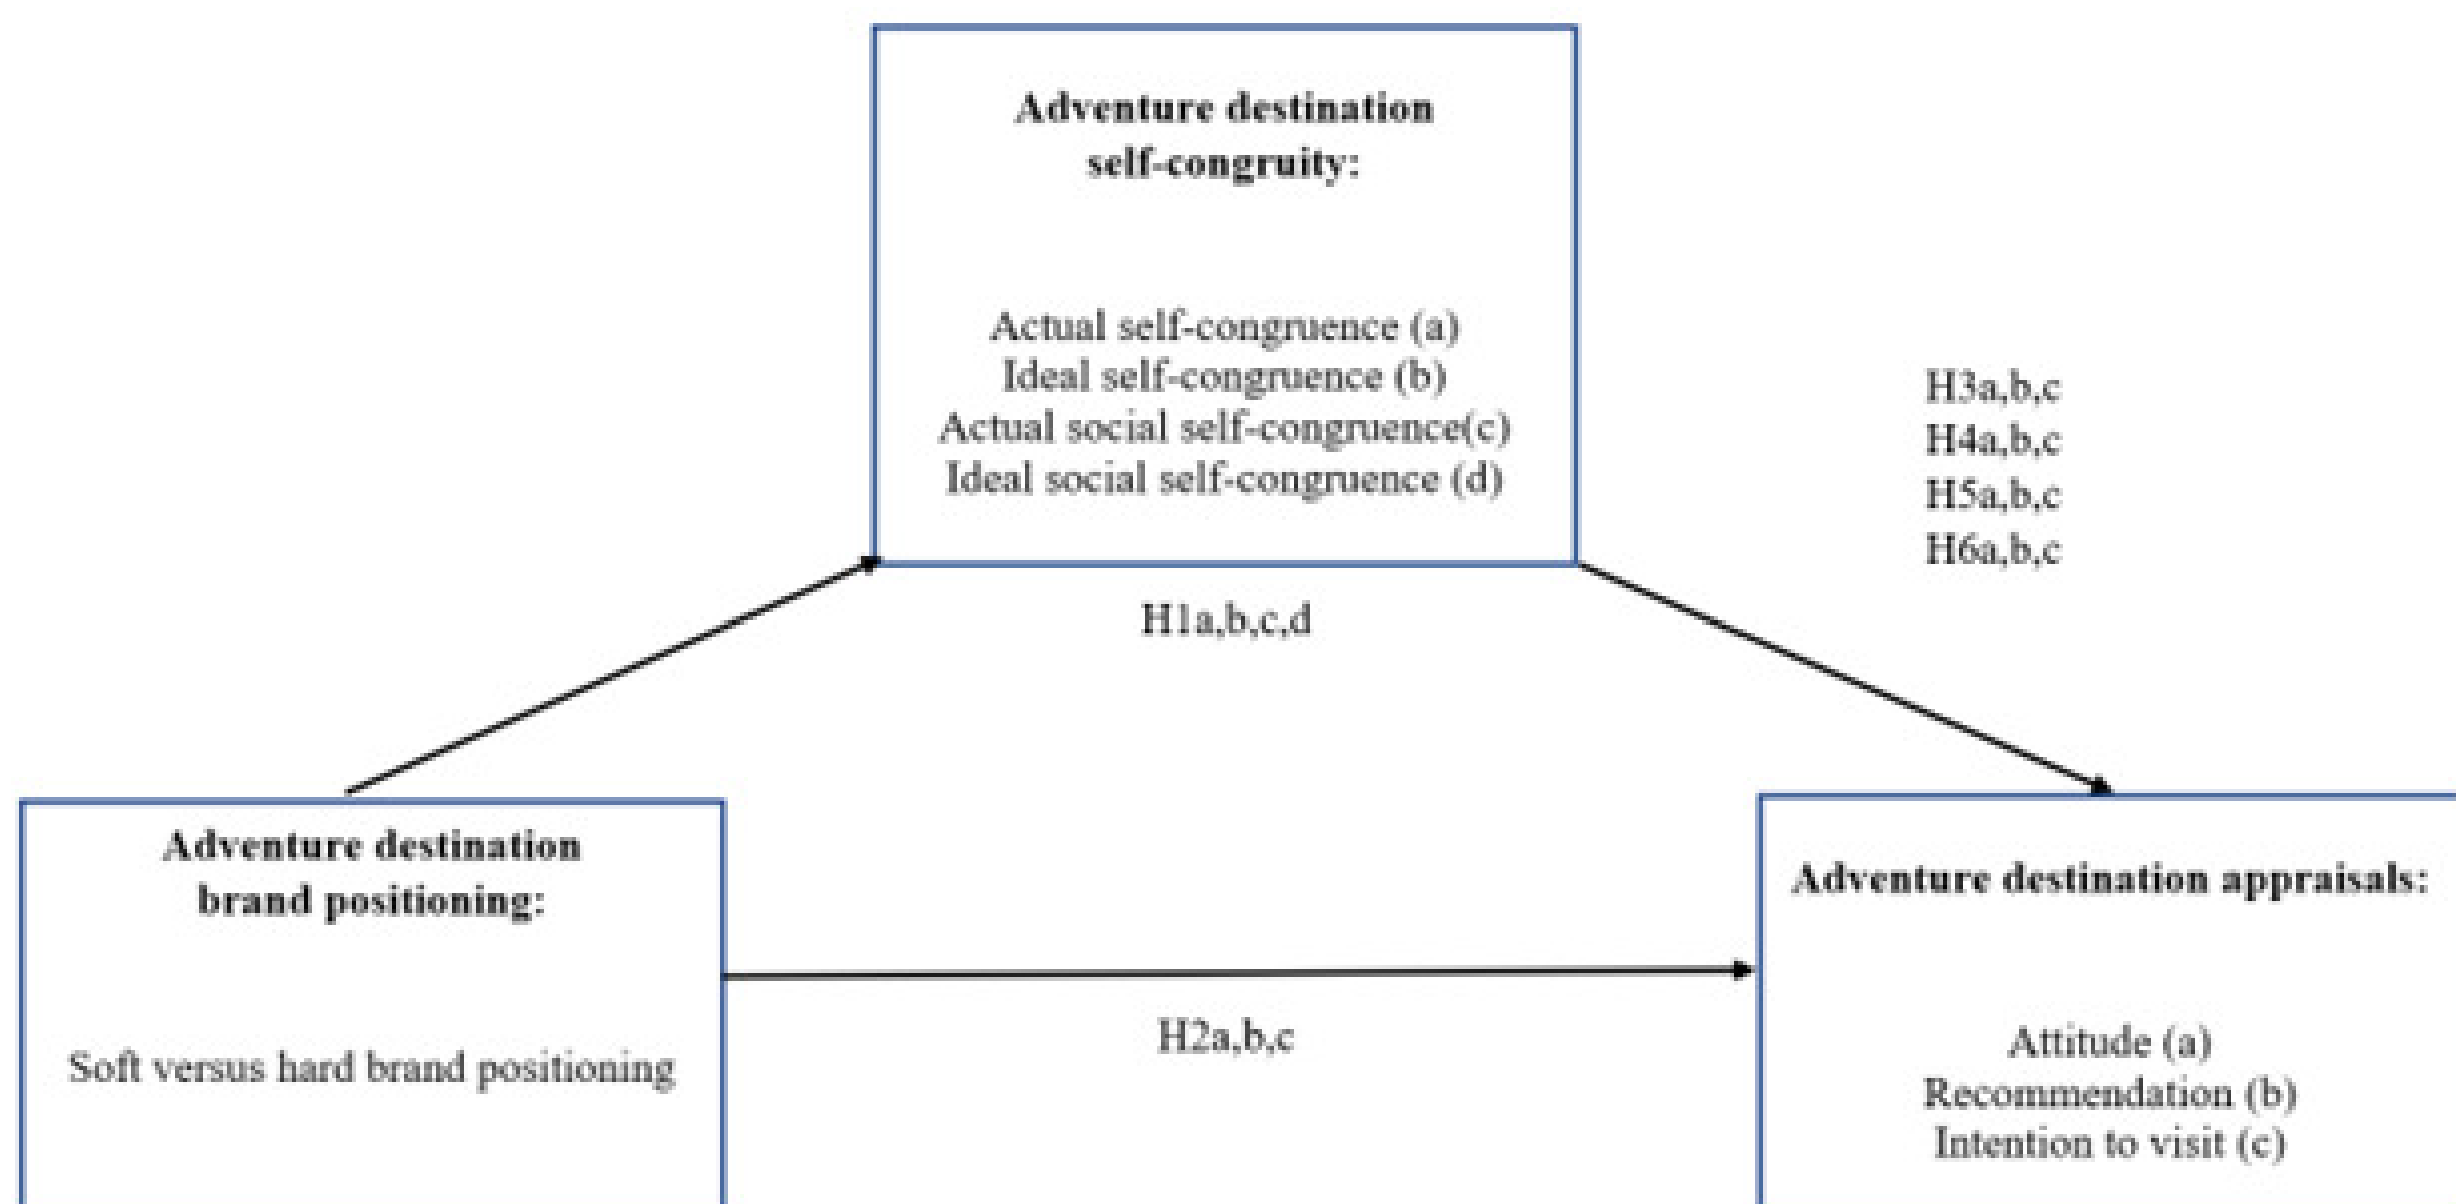 Adventure destination
self-congruity:
Actual self-congruence (a)
Ideal self-congruence (b)
Actual social self-congruence(c)
Ideal social self-congruence (d)
H3a,b,c
H4a,b,c
H5a,b,c
H6a,b,c
H1a,b,c,d
Adventure destination
brand positioning:
Soft versus hard brand positioning
H2a,b,c
Adventure destination appraisals:
Attitude (a)
Recommendation (b)
Intention to visit (c)